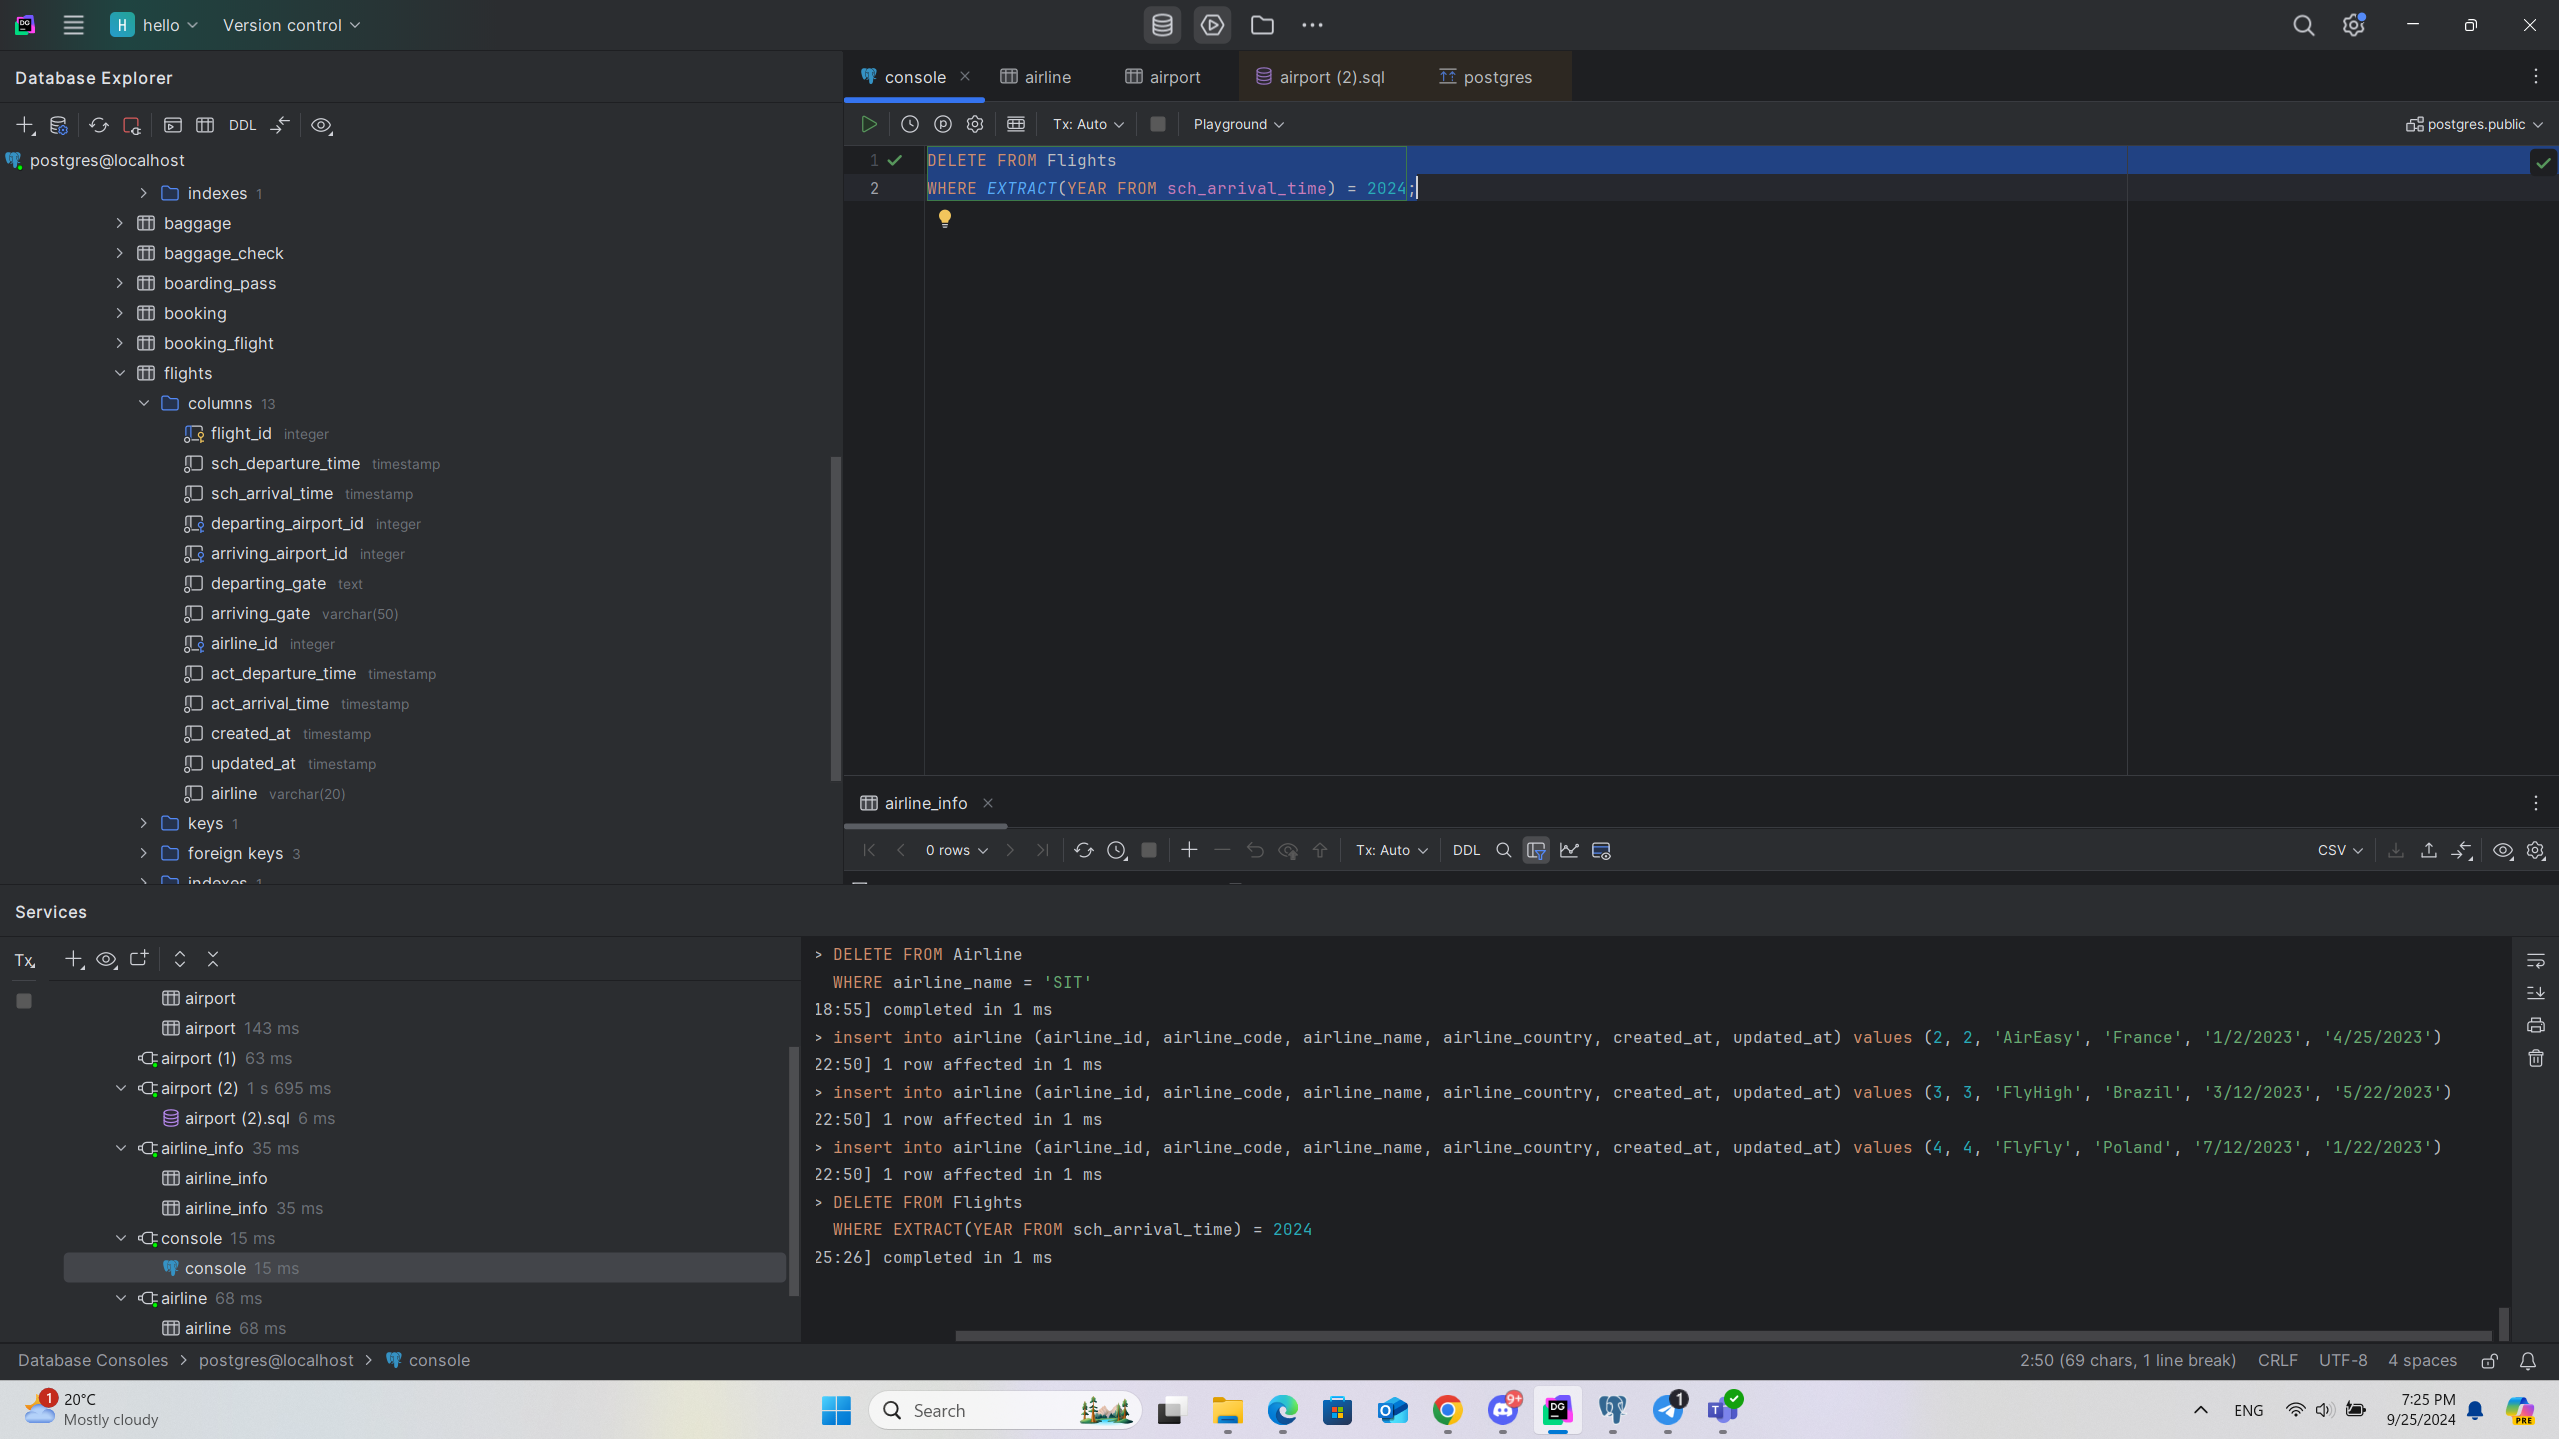 H hello Version control
Database Explorer
DDL
postgres@localhost
indexes 1
baggage
baggage_check
boarding_pass
booking
booking_flight
flights
columns 13
flight_id integer
sch_departure_time timestamp
sch_arrival_time timestamp
departing_airport_id integer
arriving_airport_id integer
departing_gate text
arriving_gate varchar(50)
airline_id integer
act_departure_time timestamp
act_arrival_time timestamp
created_at timestamp
updated_at timestamp
airline varchar(20)
keys 1
foreign keys 3
indexes 1
console airline airport airport (2).sql postgres
Tx: Auto Playground postgres.public
1 DELETE FROM Flights
2 WHERE EXTRACT(YEAR FROM sch_arrival_time) = 2024;
airline_info
0 rows Tx: Auto DDL CSV
Services
Tx
airport
airport 143 ms
airport (1) 63 ms
airport (2) 1 s 695 ms
airport (2).sql 6 ms
airline_info 35 ms
airline_info
airline_info 35 ms
console 15 ms
console 15 ms
airline 68 ms
airline 68 ms
> DELETE FROM Airline
WHERE airline_name = 'SIT'
18:55] completed in 1 ms
> insert into airline (airline_id, airline_code, airline_name, airline_country, created_at, updated_at) values (2, 2, 'AirEasy', 'France', '1/2/2023', '4/25/2023')
22:50] 1 row affected in 1 ms
> insert into airline (airline_id, airline_code, airline_name, airline_country, created_at, updated_at) values (3, 3, 'FlyHigh', 'Brazil', '3/12/2023', '5/22/2023')
22:50] 1 row affected in 1 ms
> insert into airline (airline_id, airline_code, airline_name, airline_country, created_at, updated_at) values (4, 4, 'FlyFly', 'Poland', '7/12/2023', '1/22/2023')
22:50] 1 row affected in 1 ms
> DELETE FROM Flights
WHERE EXTRACT(YEAR FROM sch_arrival_time) = 2024
25:26] completed in 1 ms
Database Consoles > postgres@localhost > console
2:50 (69 chars, 1 line break) CRLF UTF-8 4 spaces
1 20°C
Mostly cloudy
Search
9+
DG
1
T
ENG
7:25 PM
9/25/2024
PRE